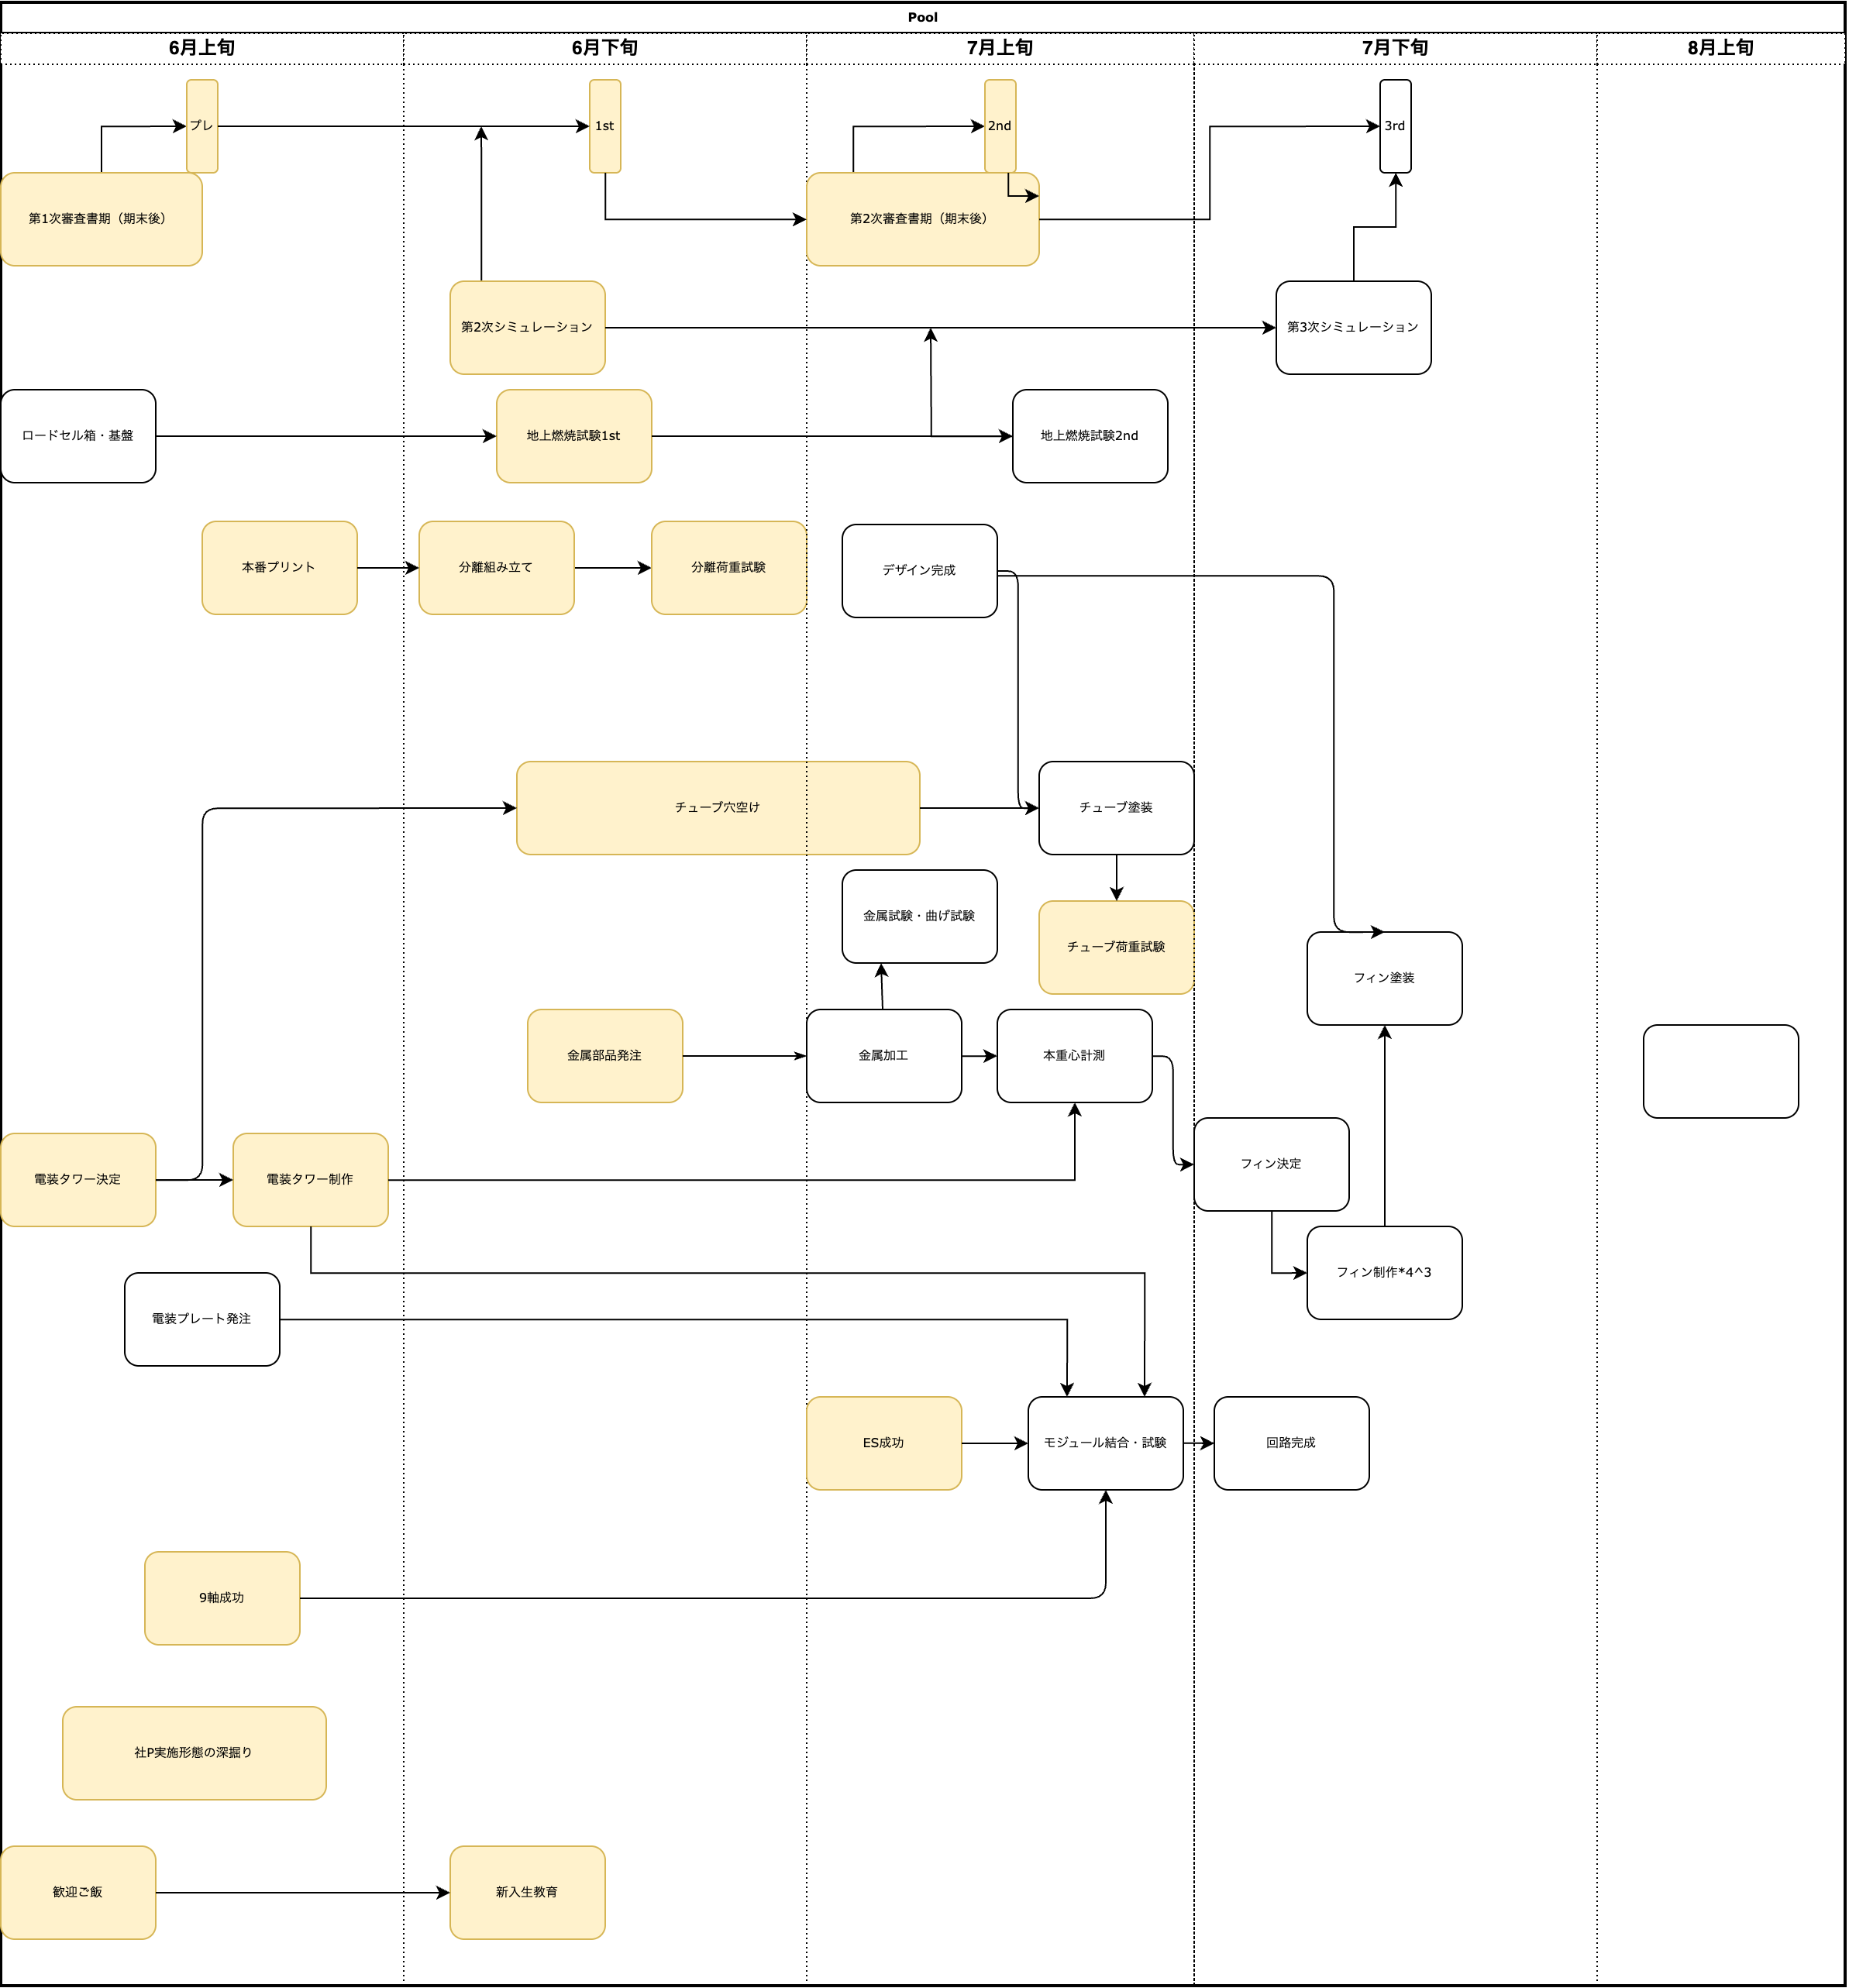 Pool
6月上旬
6月下旬
7月上旬
7月下旬
8月上旬
プレ
1st
2nd
3rd
第1次審査書期（期末後）
第2次審査書期（期末後）
第2次シミュレーション
第3次シミュレーション
ロードセル箱・基盤
地上燃焼試験1st
地上燃焼試験2nd
本番プリント
分離組み立て
分離荷重試験
デザイン完成
チューブ穴空け
チューブ塗装
金属試験・曲げ試験
チューブ荷重試験
フィン塗装
金属部品発注
金属加工
本重心計測
電装タワー決定
電装タワー制作
フィン決定
フィン制作*4^3
電装プレート発注
ES成功
モジュール結合・試験
回路完成
9軸成功
社P実施形態の深掘り
歓迎ご飯
新入生教育